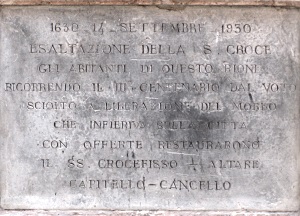 1630 14 SETTEMBRE 1930
ESALTAZIONE DELLA S. CROCE
GLI ABITANTI DI QUESTO RIONE
RICORRENDO IL III CENTENARIO DAL VOTO
SCIOLTO A LIBERAZIONE DEL MORBO
CHE INFIERIVA SULLA CITTÀ
CON OFFERTE RESTAURARONO
IL SS. CROCEFISSO - ALTARE
CAPITELLO - CANCELLO